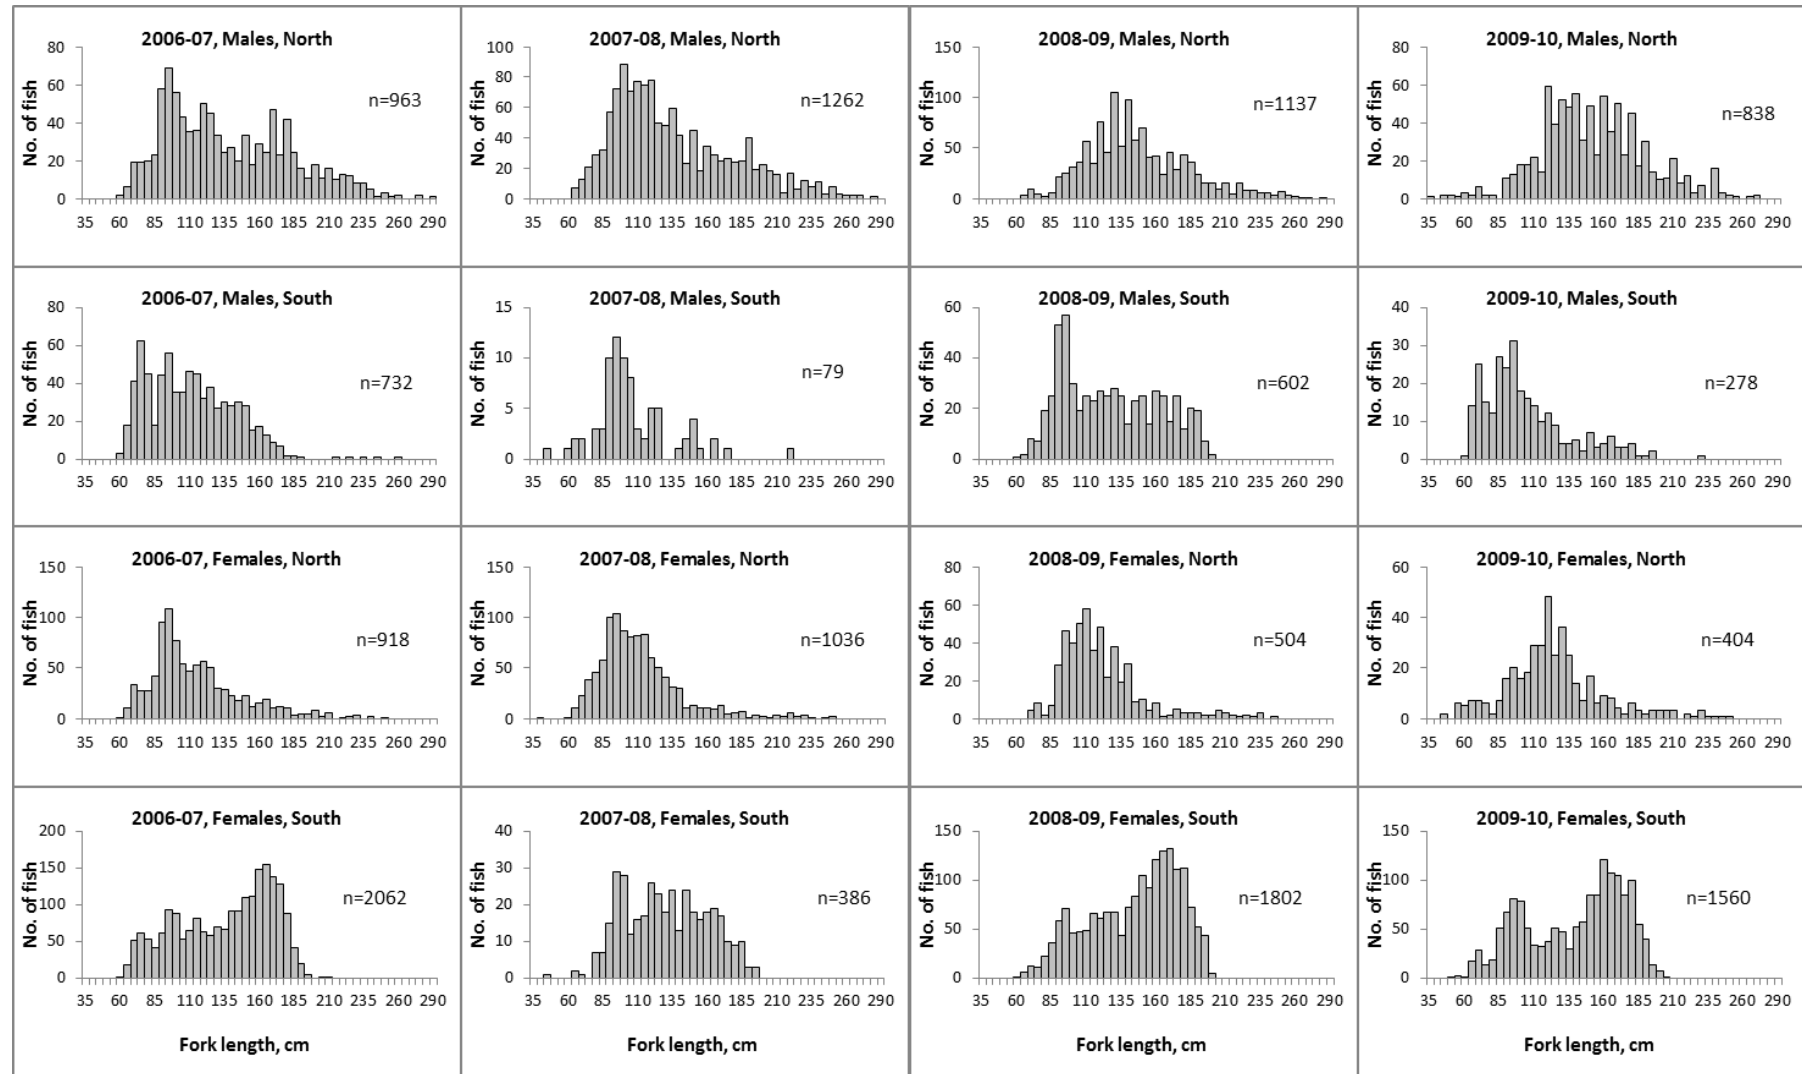 2006-07, Males, North
No. of fish
80
60
40
20
0
n=963
35 60 85 110 135 160 185 210 235 260 290
2007-08, Males, North
No. of fish
100
80
60
40
20
0
n=1262
35 60 85 110 135 160 185 210 235 260 290
2008-09, Males, North
No. of fish
150
100
50
0
n=1137
35 60 85 110 135 160 185 210 235 260 290
2009-10, Males, North
No. of fish
80
60
40
20
0
n=838
35 60 85 110 135 160 185 210 235 260 290
2006-07, Males, South
No. of fish
80
60
40
20
0
n=732
35 60 85 110 135 160 185 210 235 260 290
2007-08, Males, South
No. of fish
15
10
5
0
n=79
35 60 85 110 135 160 185 210 235 260 290
2008-09, Males, South
No. of fish
60
40
20
0
n=602
35 60 85 110 135 160 185 210 235 260 290
2009-10, Males, South
No. of fish
40
30
20
10
0
n=278
35 60 85 110 135 160 185 210 235 260 290
2006-07, Females, North
No. of fish
150
100
50
0
n=918
35 60 85 110 135 160 185 210 235 260 290
2007-08, Females, North
No. of fish
150
100
50
0
n=1036
35 60 85 110 135 160 185 210 235 260 290
2008-09, Females, North
No. of fish
80
60
40
20
0
n=504
35 60 85 110 135 160 185 210 235 260 290
2009-10, Females, North
No. of fish
60
40
20
0
n=404
35 60 85 110 135 160 185 210 235 260 290
2006-07, Females, South
No. of fish
200
150
100
50
0
n=2062
35 60 85 110 135 160 185 210 235 260 290
Fork length, cm
2007-08, Females, South
No. of fish
40
30
20
10
0
n=386
35 60 85 110 135 160 185 210 235 260 290
Fork length, cm
2008-09, Females, South
No. of fish
150
100
50
0
n=1802
35 60 85 110 135 160 185 210 235 260 290
Fork length, cm
2009-10, Females, South
No. of fish
150
100
50
0
n=1560
35 60 85 110 135 160 185 210 235 260 290
Fork length, cm